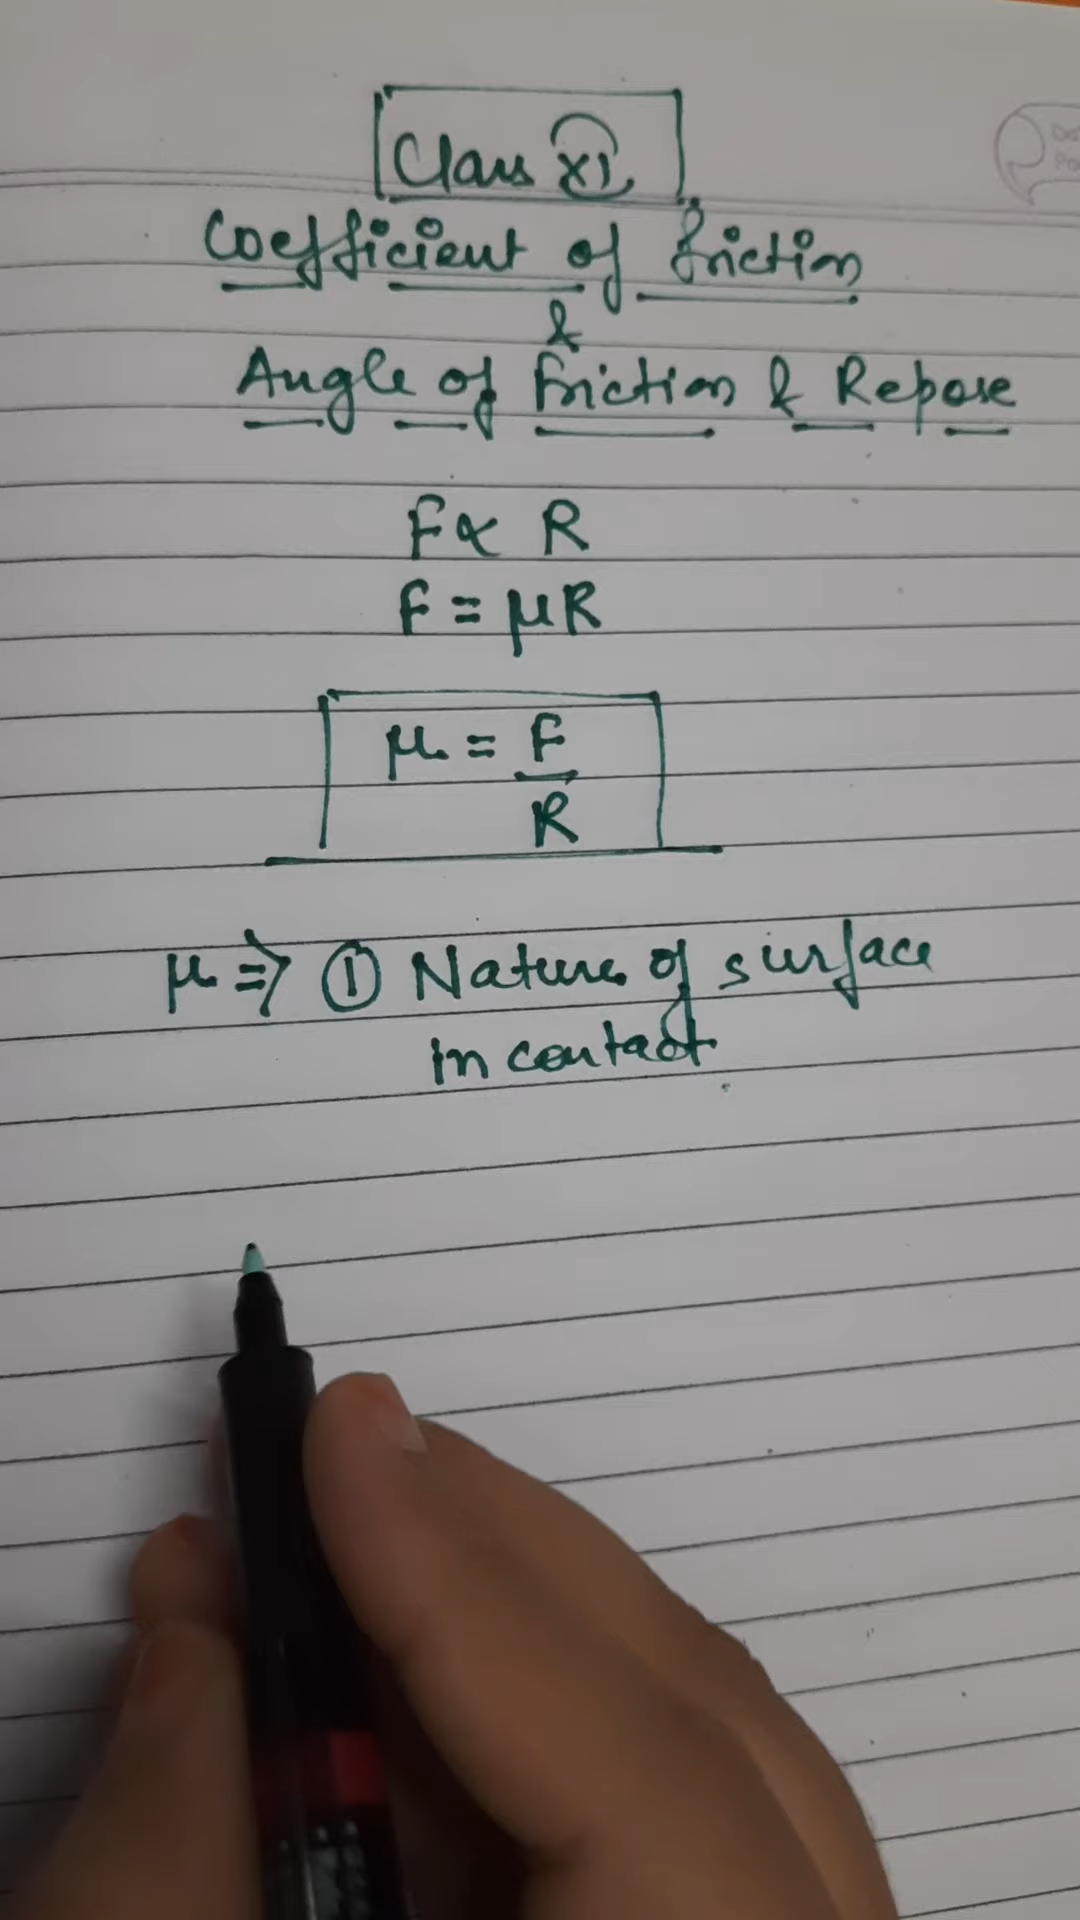 Class XI
Coefficient of friction
&
Angle of Friction & Repose
F ∝ R
F = μR
μ = F
R
μ ⇒ ① Nature of surface
in contact